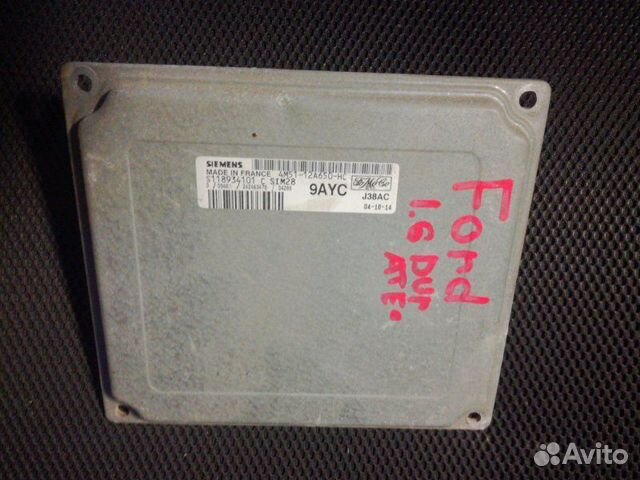 SIEMENS
MADE IN FRANCE 4M51-12A650-HC
S118934101 C SIM28
9AYC
J38AC
04-10-14
Ford
1.6 Dur
ATE.
Avito